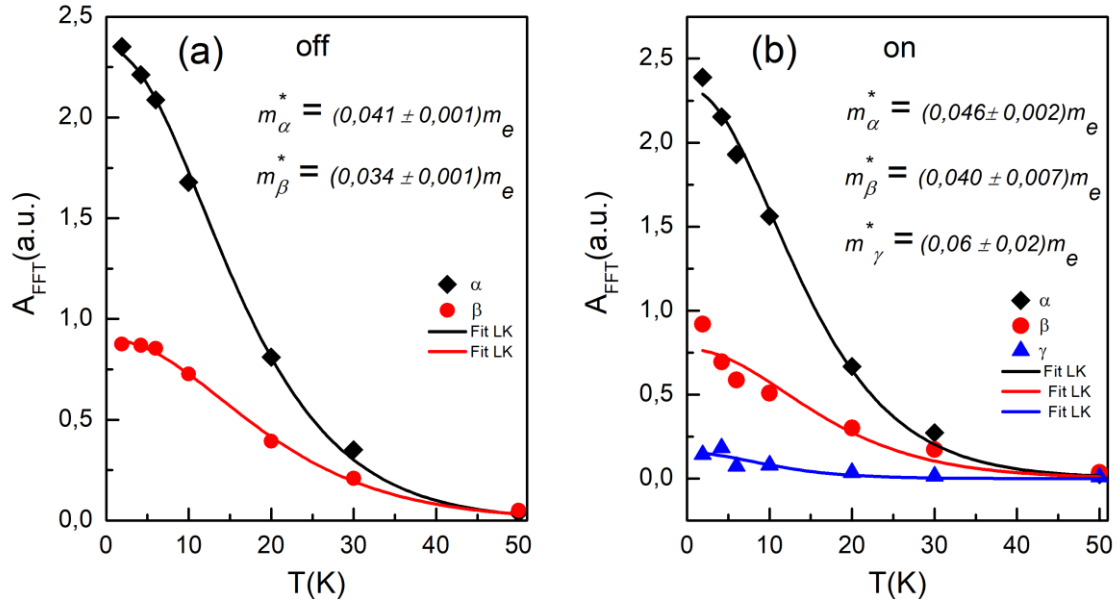 (a) off
m*α = (0,041 ± 0,001)me
m*β = (0,034 ± 0,001)me
α
β
Fit LK
Fit LK
2,5
2,0
1,5
1,0
0,5
0,0
AFFT(a.u.)
0 10 20 30 40 50
T(K)
(b) on
m*α = (0,046± 0,002)me
m*β = (0,040 ± 0,007)me
m*γ = (0,06 ± 0,02)me
α
β
γ
Fit LK
Fit LK
Fit LK
2,5
2,0
1,5
1,0
0,5
0,0
AFFT(a.u.)
0 10 20 30 40 50
T(K)